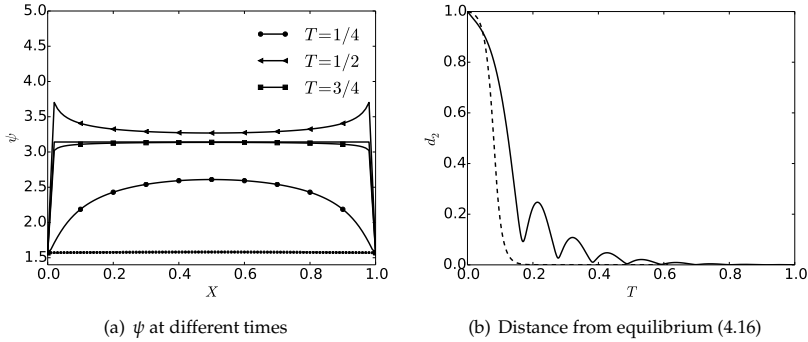 5.0
4.5
4.0
3.5
3.0
2.5
2.0
1.5
ψ
0.0 0.2 0.4 0.6 0.8 1.0
X
T=1/4
T=1/2
T=3/4
(a) ψ at different times
1.0
0.8
0.6
0.4
0.2
0.0
d₂
0.0 0.2 0.4 0.6 0.8 1.0
T
(b) Distance from equilibrium (4.16)